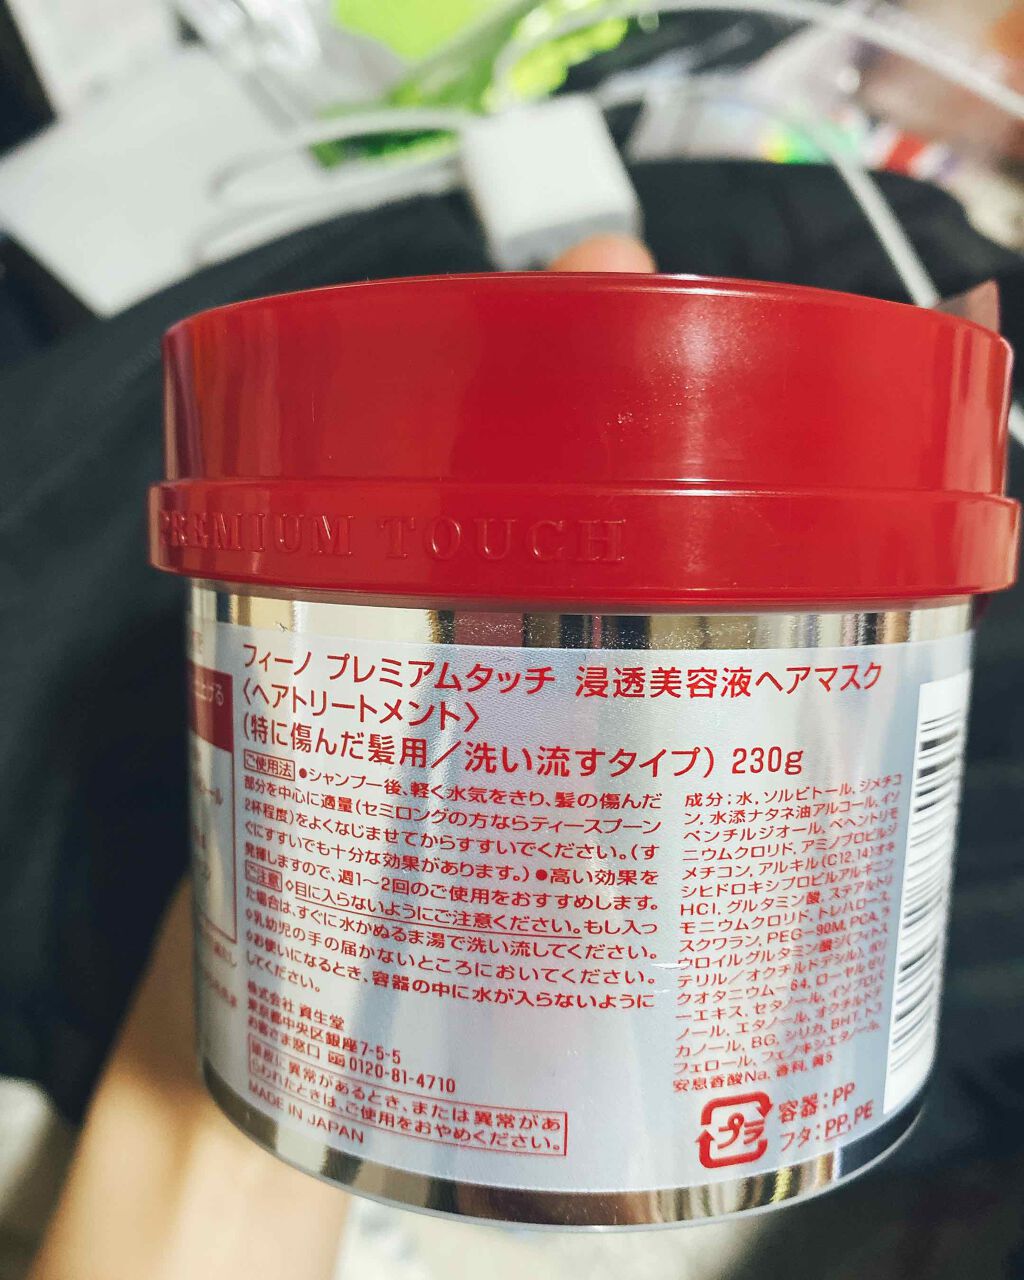 PREMIUM TOUCH
フィーノ プレミアムタッチ 浸透美容液ヘアマスク
〈ヘアトリートメント〉
(特に傷んだ髪用/洗い流すタイプ) 230g
ご使用法 ●シャンプー後、軽く水気をきり、髪の傷んだ
部分を中心に適量(セミロングの方ならティースプーン
2杯程度)をよくなじませてからすすいでください。(す
ぐにすすいでも十分な効果があります。) ●高い効果を
発揮しますので、週1～2回のご使用をおすすめします。
ご注意 ◇目に入らないようにご注意ください。もし入っ
た場合は、すぐに水かぬるま湯で洗い流してください。
◇乳幼児の手の届かないところにおいてください。
◇お使いになるとき、容器の中に水が入らないように
してください。
株式会社 資生堂
東京都中央区銀座7-5-5
お客さま窓口 0120-81-4710
頭皮に異常があるとき、または異常があ
らわれたときは、ご使用をおやめください。
MADE IN JAPAN
成分:水、ソルビトール、ジメチコ
ン、水添ナタネ油アルコール、イソ
ペンチルジオール、ベヘントリモ
ニウムクロリド、アミノプロピルジ
メチコン、アルキル(C12,14)オキ
シヒドロキシプロピルアルギニン
HCl、グルタミン酸、ステアルトリ
モニウムクロリド、トレハロース、
スクワラン、PEG-90M、PCA、ラ
ウロイルグルタミン酸ジ(フィトス
テリル/オクチルドデシル)、ポリ
クオタニウム-64、ローヤルゼリ
ーエキス、セタノール、イソプロパ
ノール、エタノール、オクチルドデ
カノール、BG、シリカ、BHT、トコ
フェロール、フェノキシエタノール、
安息香酸Na、香料、黄5
プラ
容器:PP
フタ:PP,PE